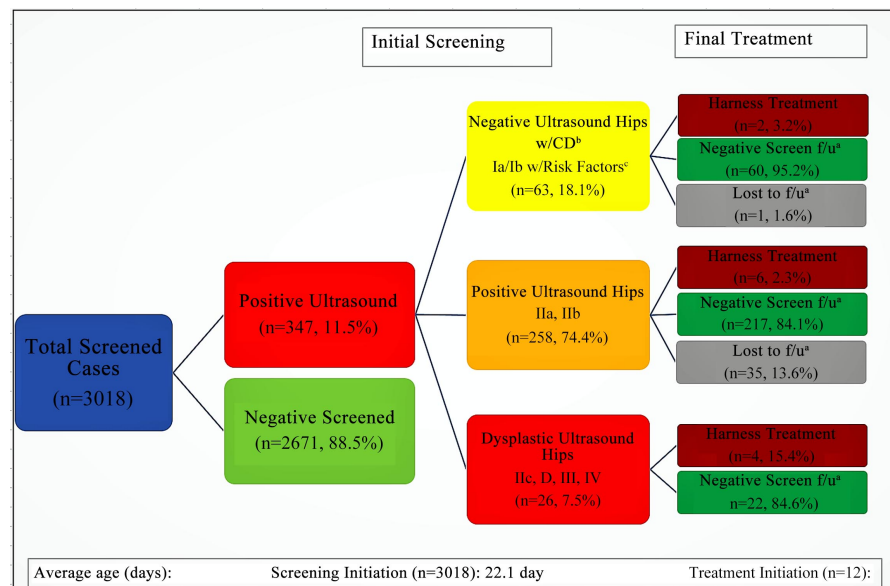 Initial Screening
Final Treatment
Total Screened
Cases
(n=3018)
Positive Ultrasound
(n=347, 11.5%)
Negative Screened
(n=2671, 88.5%)
Negative Ultrasound Hips
w/CDᵇ
Ia/Ib w/Risk Factorsᶜ
(n=63, 18.1%)
Harness Treatment
(n=2, 3.2%)
Negative Screen f/uᵃ
(n=60, 95.2%)
Lost to f/uᵃ
(n=1, 1.6%)
Positive Ultrasound Hips
IIa, IIb
(n=258, 74.4%)
Harness Treatment
(n=6, 2.3%)
Negative Screen f/uᵃ
(n=217, 84.1%)
Lost to f/uᵃ
(n=35, 13.6%)
Dysplastic Ultrasound
Hips
IIc, D, III, IV
(n=26, 7.5%)
Harness Treatment
(n=4, 15.4%)
Negative Screen f/uᵃ
n=22, 84.6%)
Average age (days): Screening Initiation (n=3018): 22.1 day Treatment Initiation (n=12):